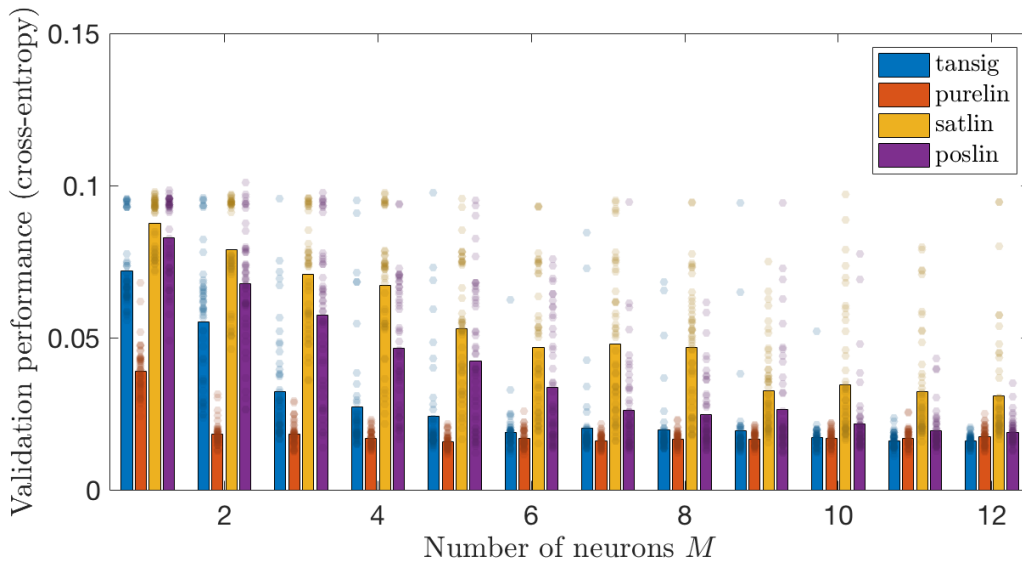 Validation performance (cross-entropy)
0.15
0.1
0.05
0
tansig
purelin
satlin
poslin
2 4 6 8 10 12
Number of neurons M